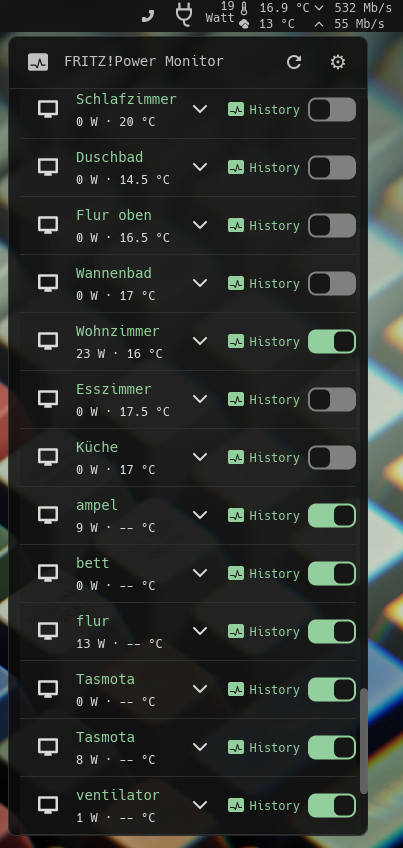 19 16.9 °C 532 Mb/s
Watt 13 °C 55 Mb/s
FRITZ!Power Monitor
Schlafzimmer
0 W · 20 °C
History
Duschbad
0 W · 14.5 °C
History
Flur oben
0 W · 16.5 °C
History
Wannenbad
0 W · 17 °C
History
Wohnzimmer
23 W · 16 °C
History
Esszimmer
0 W · 17.5 °C
History
Küche
0 W · 17 °C
History
ampel
9 W · -- °C
History
bett
0 W · -- °C
History
flur
13 W · -- °C
History
Tasmota
0 W · -- °C
History
Tasmota
8 W · -- °C
History
ventilator
1 W · -- °C
History